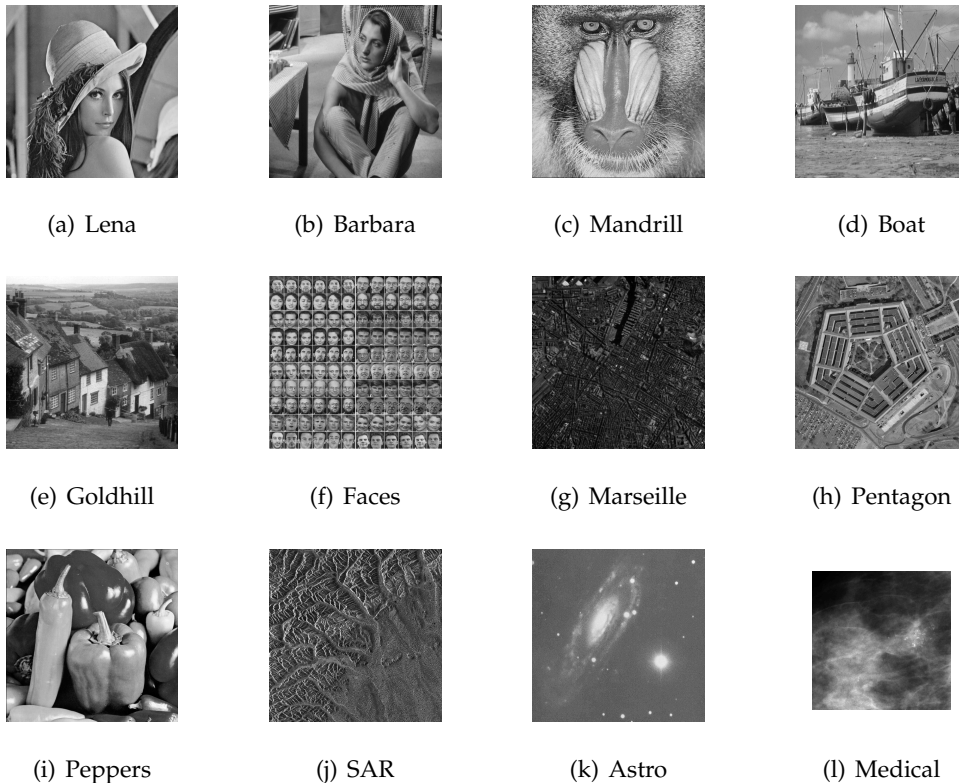 (a) Lena
(b) Barbara
(c) Mandrill
(d) Boat
(e) Goldhill
(f) Faces
(g) Marseille
(h) Pentagon
(i) Peppers
(j) SAR
(k) Astro
(l) Medical